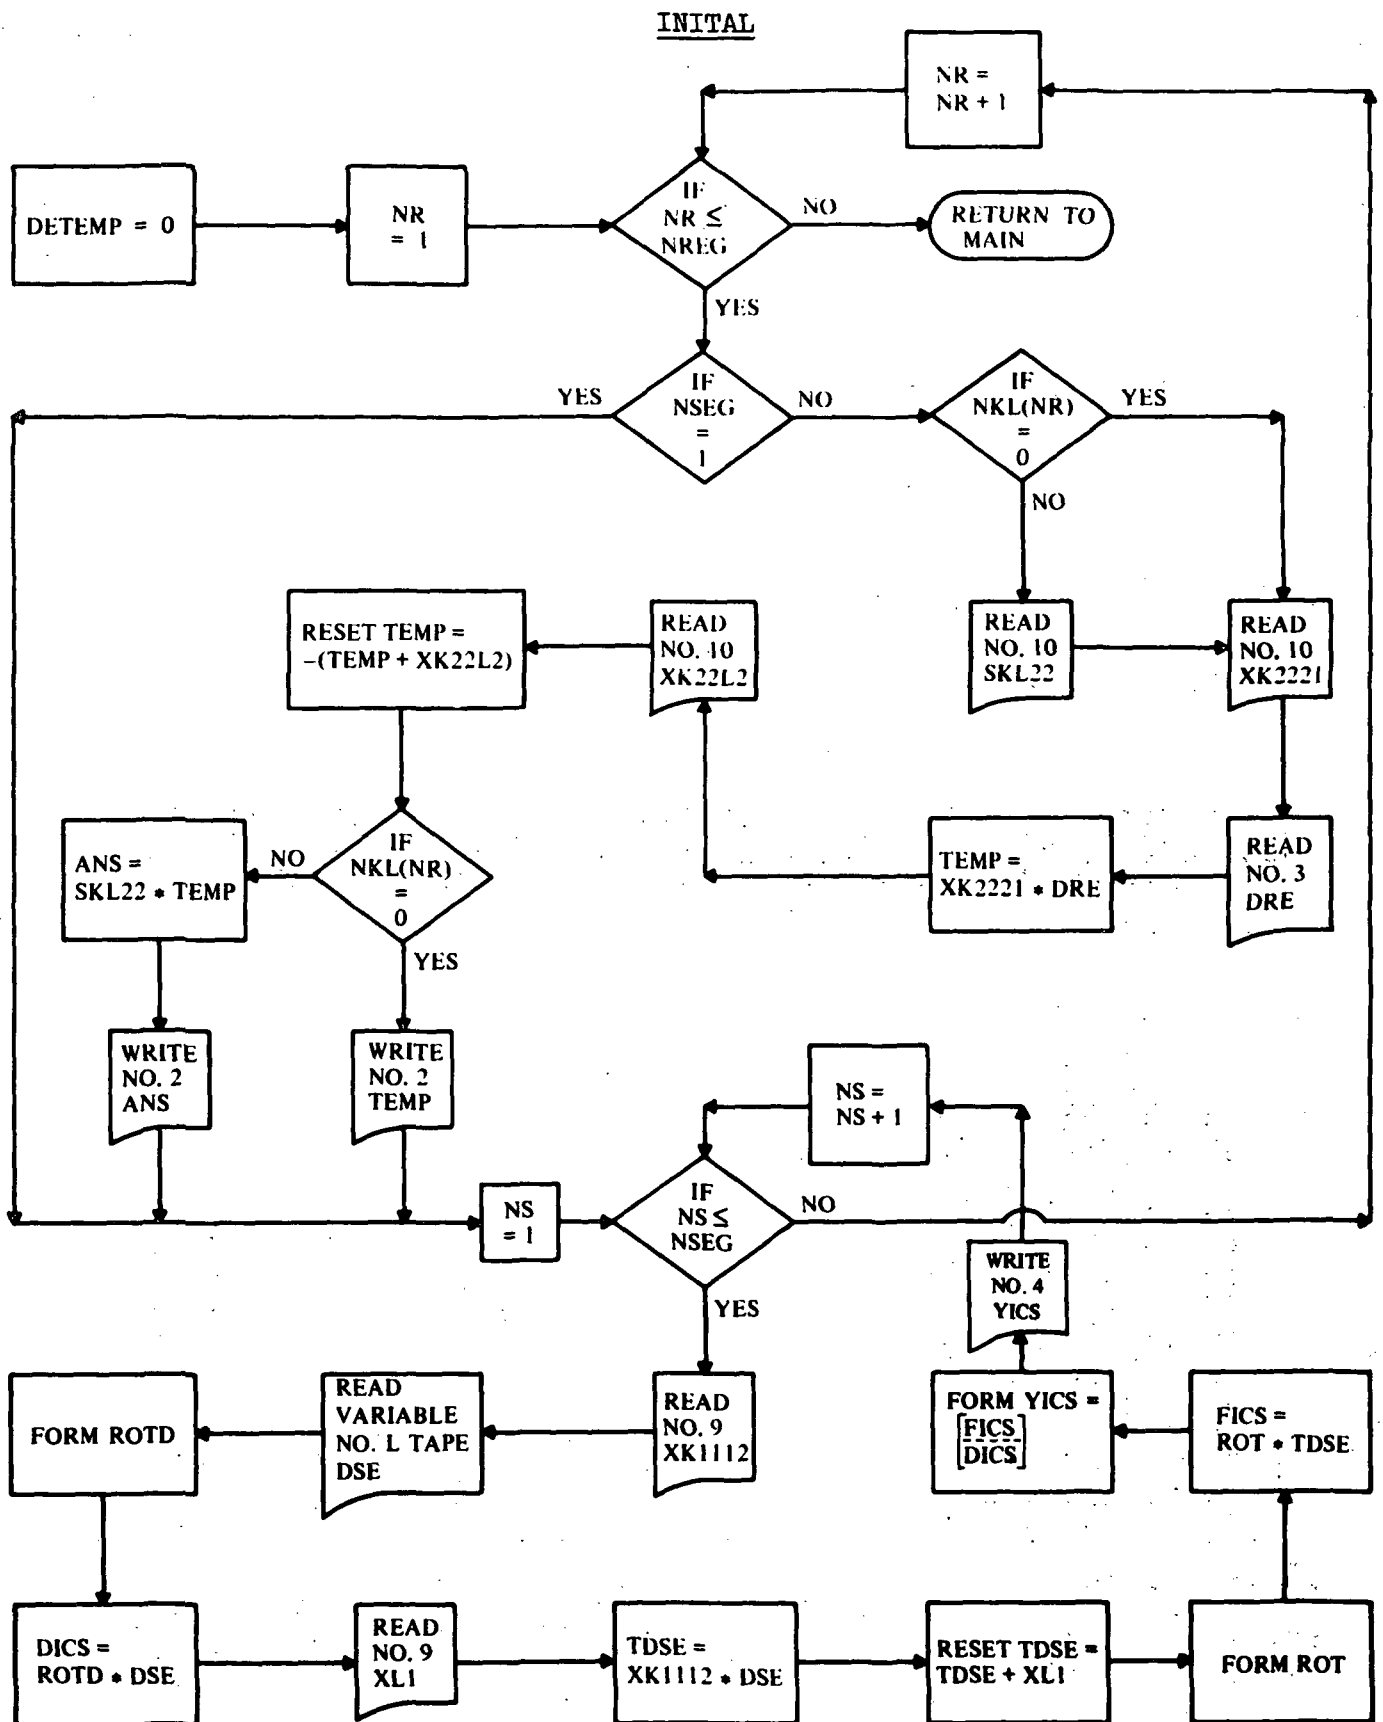 INITAL
NR =
NR + 1
DETEMP = 0
NR
= 1
IF
NR ≤
NREG
NO
RETURN TO
MAIN
YES
YES
IF
NSEG
=
1
NO
IF
NKL(NR)
=
0
YES
NO
RESET TEMP =
-(TEMP + XK22L2)
READ
NO. 10
XK22L2
READ
NO. 10
SKL22
READ
NO. 10
XK2221
ANS =
SKL22 * TEMP
NO
IF
NKL(NR)
=
0
YES
TEMP =
XK2221 * DRE
READ
NO. 3
DRE
WRITE
NO. 2
ANS
WRITE
NO. 2
TEMP
NS =
NS + 1
NS
= 1
IF
NS ≤
NSEG
NO
YES
WRITE
NO. 4
YICS
FORM ROTD
READ
VARIABLE
NO. L TAPE
DSE
READ
NO. 9
XK1112
FORM YICS =
[FICS]
[DICS]
FICS =
ROT * TDSE
DICS =
ROTD * DSE
READ
NO. 9
XL1
TDSE =
XK1112 * DSE
RESET TDSE =
TDSE + XL1
FORM ROT